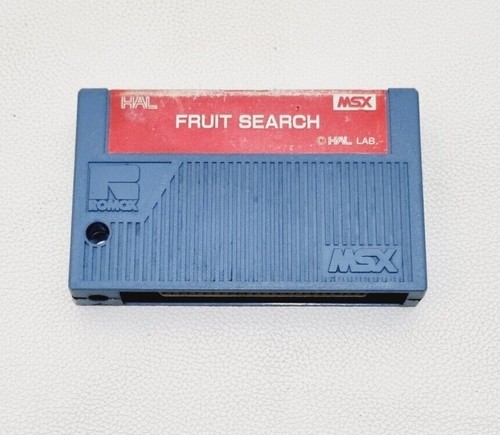 HAL
MSX
FRUIT SEARCH
© HAL LAB.
R
ROMOX
MSX